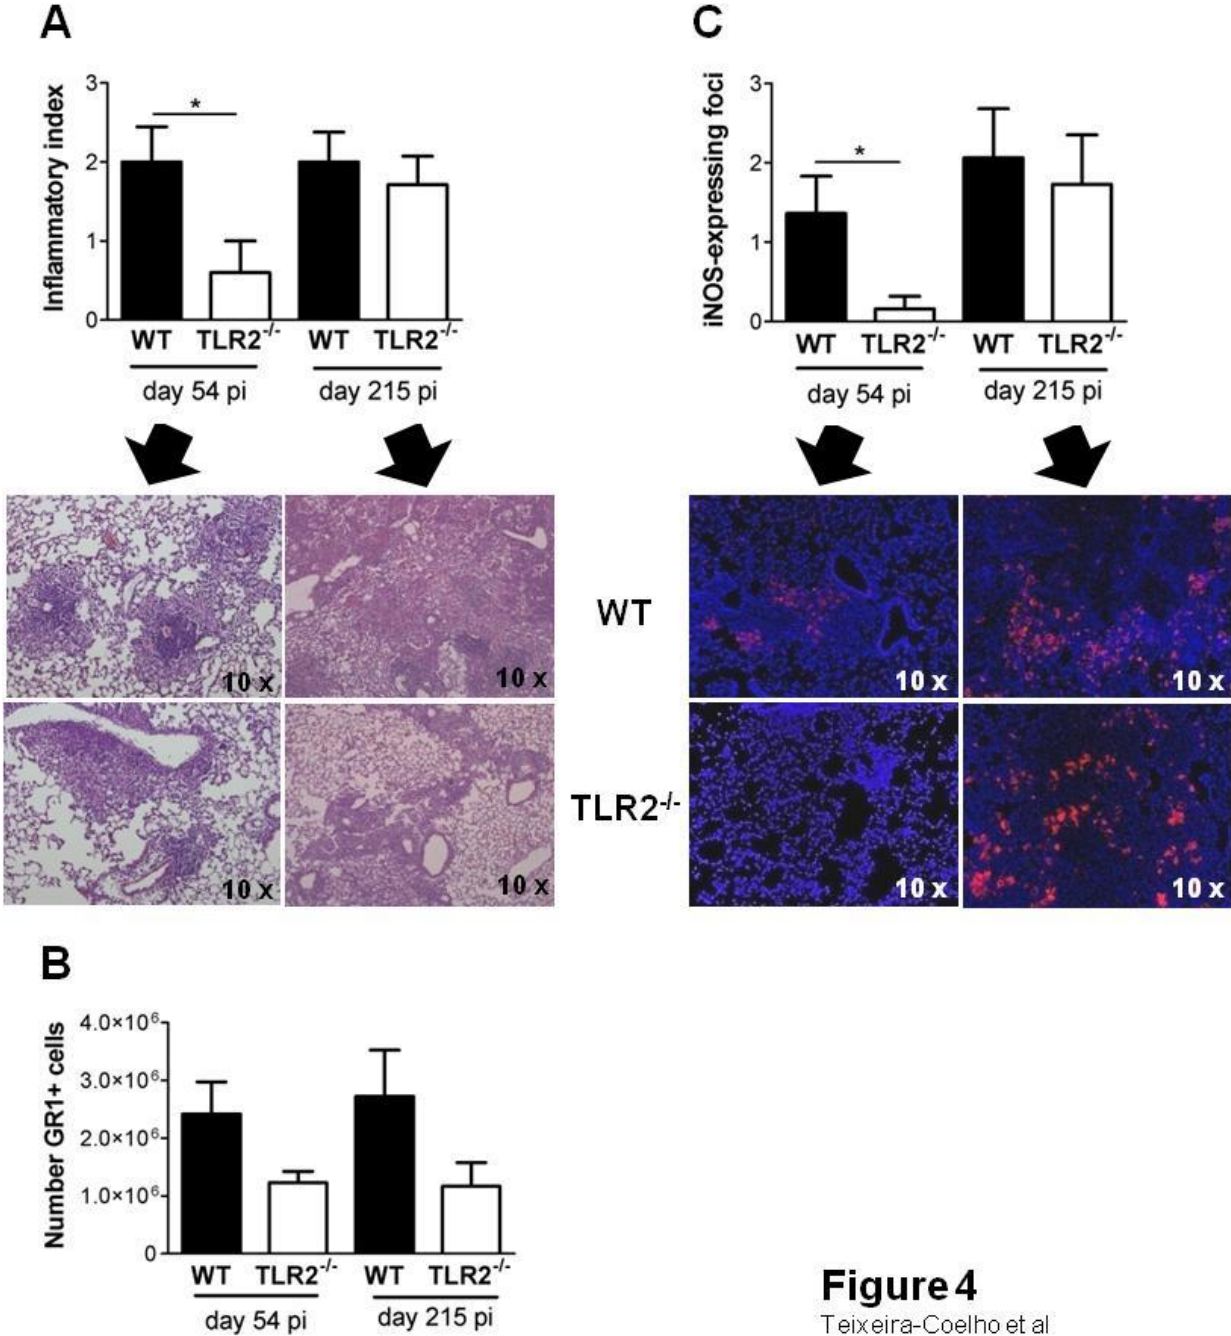 A
Inflammatory index
3
2
1
0
*
WT TLR2-/- WT TLR2-/-
day 54 pi day 215 pi
10 x 10 x
10 x 10 x
WT
TLR2-/-
C
iNOS-expressing foci
3
2
1
0
*
WT TLR2-/- WT TLR2-/-
day 54 pi day 215 pi
10 x 10 x
10 x 10 x
B
Number GR1+ cells
4.0×10⁶
3.0×10⁶
2.0×10⁶
1.0×10⁶
0
WT TLR2-/- WT TLR2-/-
day 54 pi day 215 pi
Figure 4
Teixeira-Coelho et al